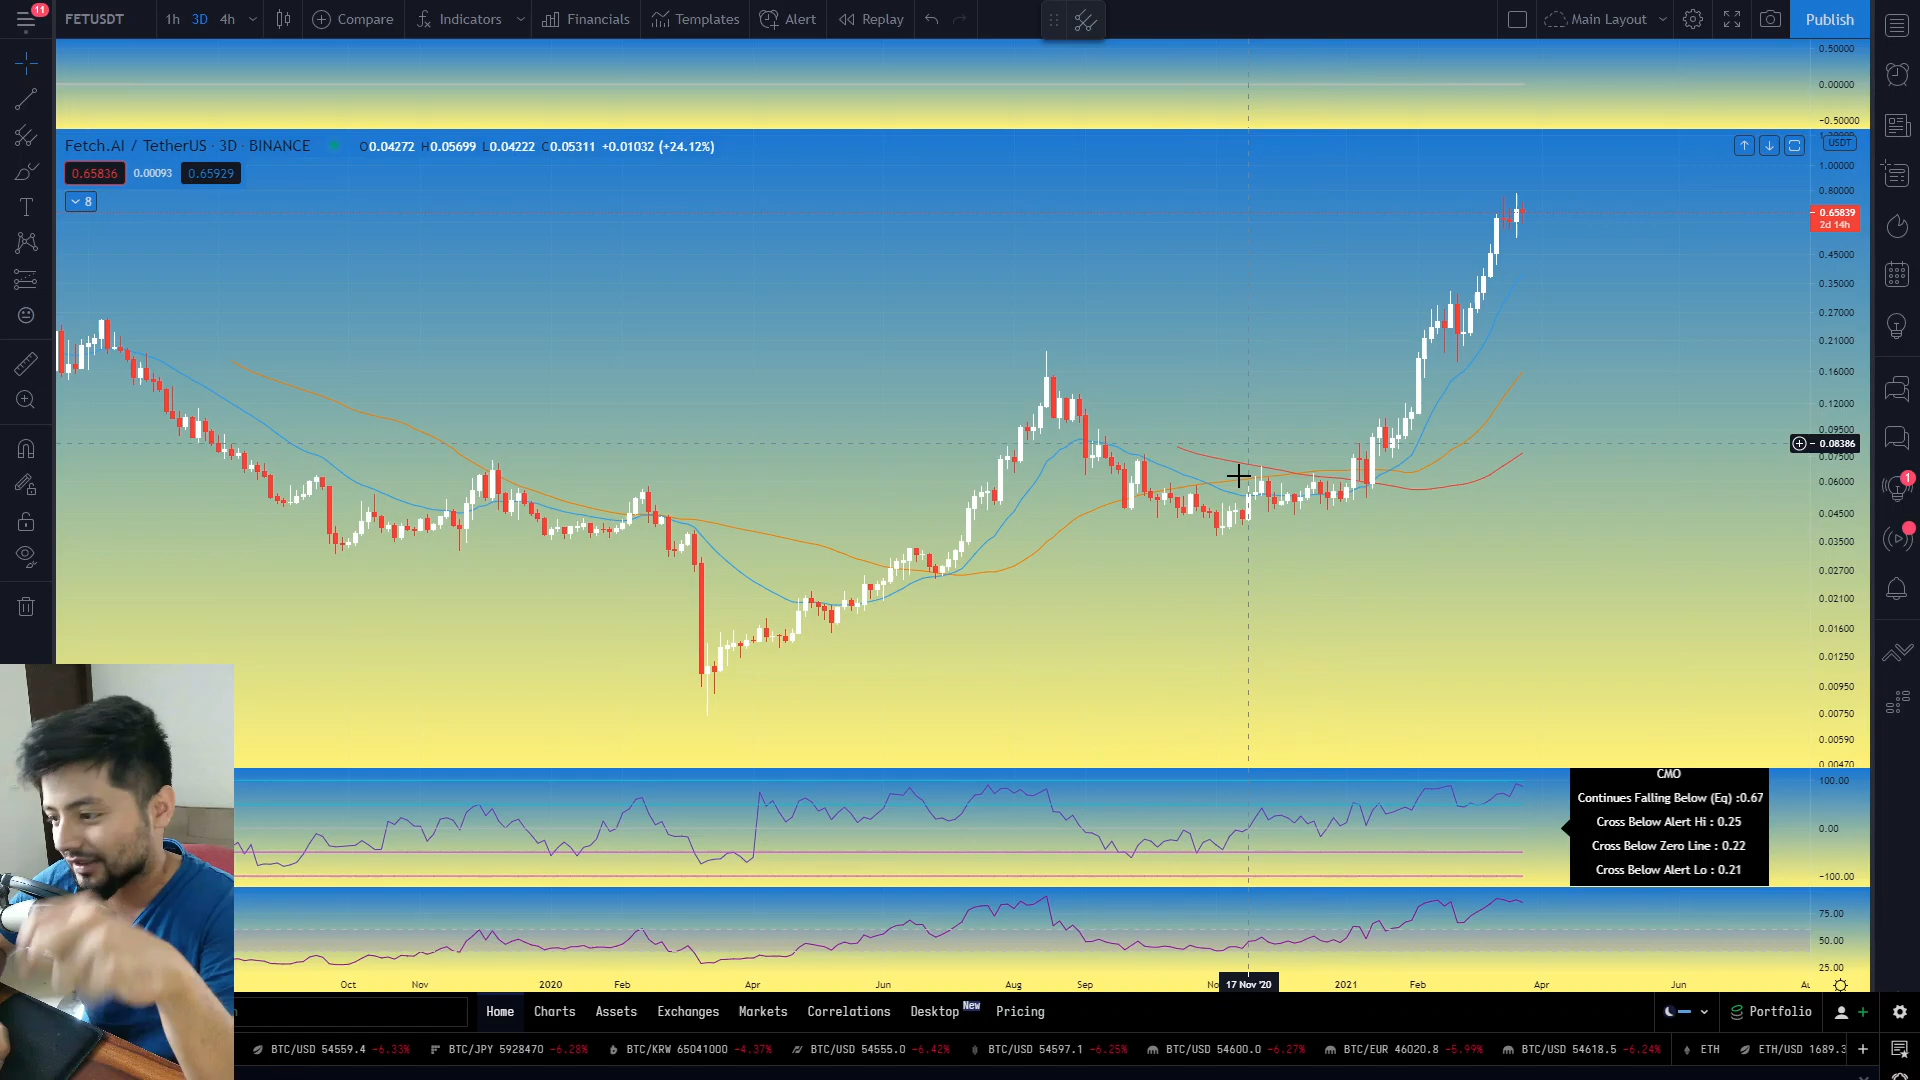 11
FETUSDT
1h 3D 4h
Compare
Indicators
Financials
Templates
Alert
Replay
Main Layout
Publish
0.50000
0.00000
−0.50000
Fetch.AI / TetherUS · 3D · BINANCE
O0.04272 H0.05699 L0.04222 C0.05311 +0.01032 (+24.12%)
USDT
0.65836 0.00093 0.65929
8
1.00000
0.80000
0.65839
2d 14h
0.45000
0.35000
0.27000
0.21000
0.16000
0.12000
0.09500
0.08386
0.07500
0.06000
0.04500
0.03500
0.02700
0.02100
0.01600
0.01250
0.00950
0.00750
0.00590
0.00470
1
CMO
Continues Falling Below (Eq) :0.67
Cross Below Alert Hi : 0.25
Cross Below Zero Line : 0.22
Cross Below Alert Lo : 0.21
100.00
0.00
−100.00
75.00
50.00
25.00
Oct Nov 2020 Feb Apr Jun Aug Sep No 17 Nov '20 2021 Feb Apr Jun Au
Home Charts Assets Exchanges Markets Correlations Desktop New Pricing
Portfolio
BTC/USD 54559.4 -6.33% BTC/JPY 5928470 -6.28% BTC/KRW 65041000 -4.37% BTC/USD 54555.0 -6.42% BTC/USD 54597.1 -6.25% BTC/USD 54600.0 -6.27% BTC/EUR 46020.8 -5.99% BTC/USD 54618.5 -6.24% ETH ETH/USD 1689.3